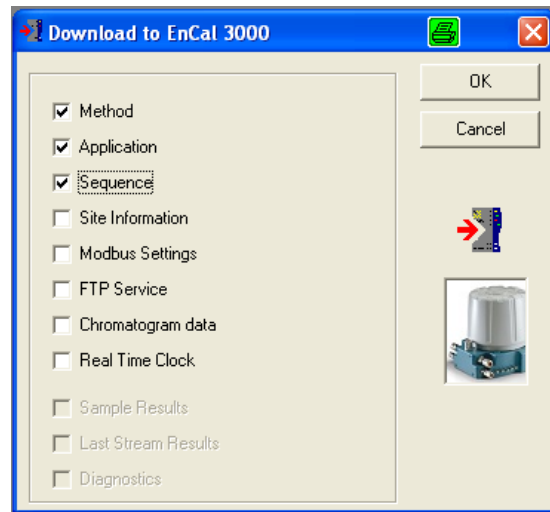 Download to EnCal 3000
OK
Cancel
Method
Application
Sequence
Site Information
Modbus Settings
FTP Service
Chromatogram data
Real Time Clock
Sample Results
Last Stream Results
Diagnostics